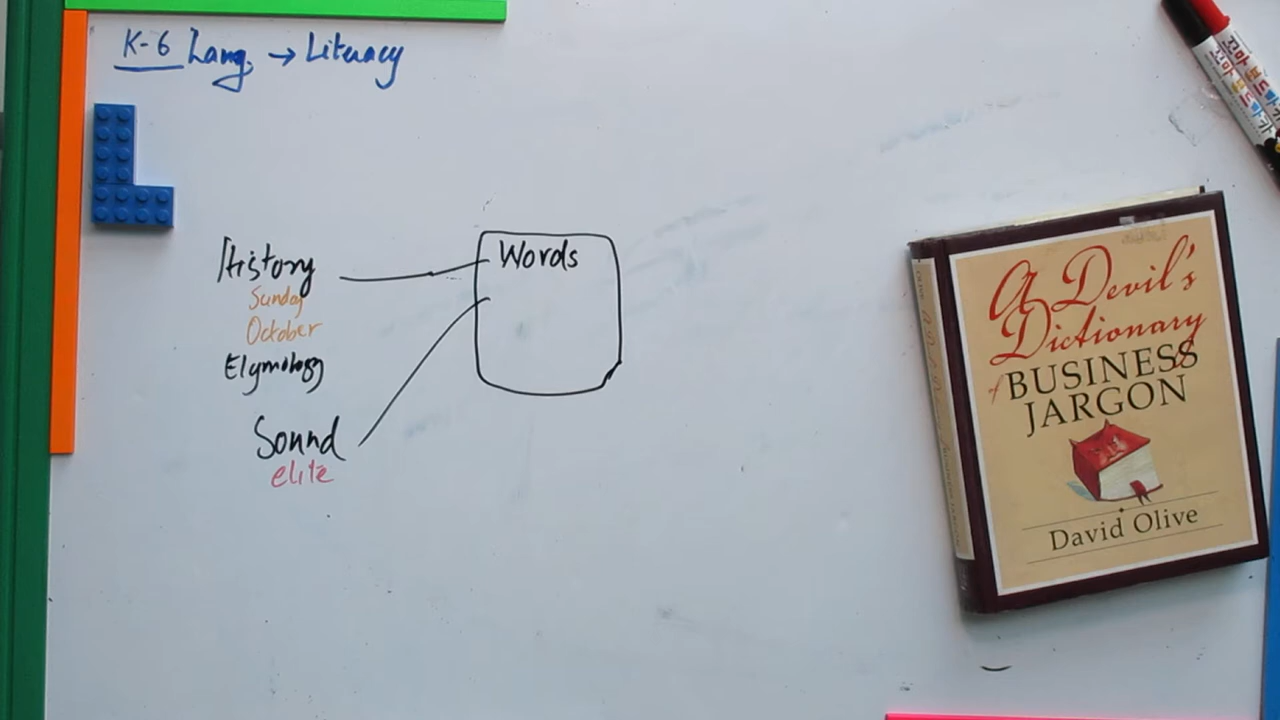 K-6 Lang. → Literacy
History
Sunday
October
Etymology
Sound
elite
Words
A Devil's
Dictionary
of BUSINESS
JARGON
David Olive